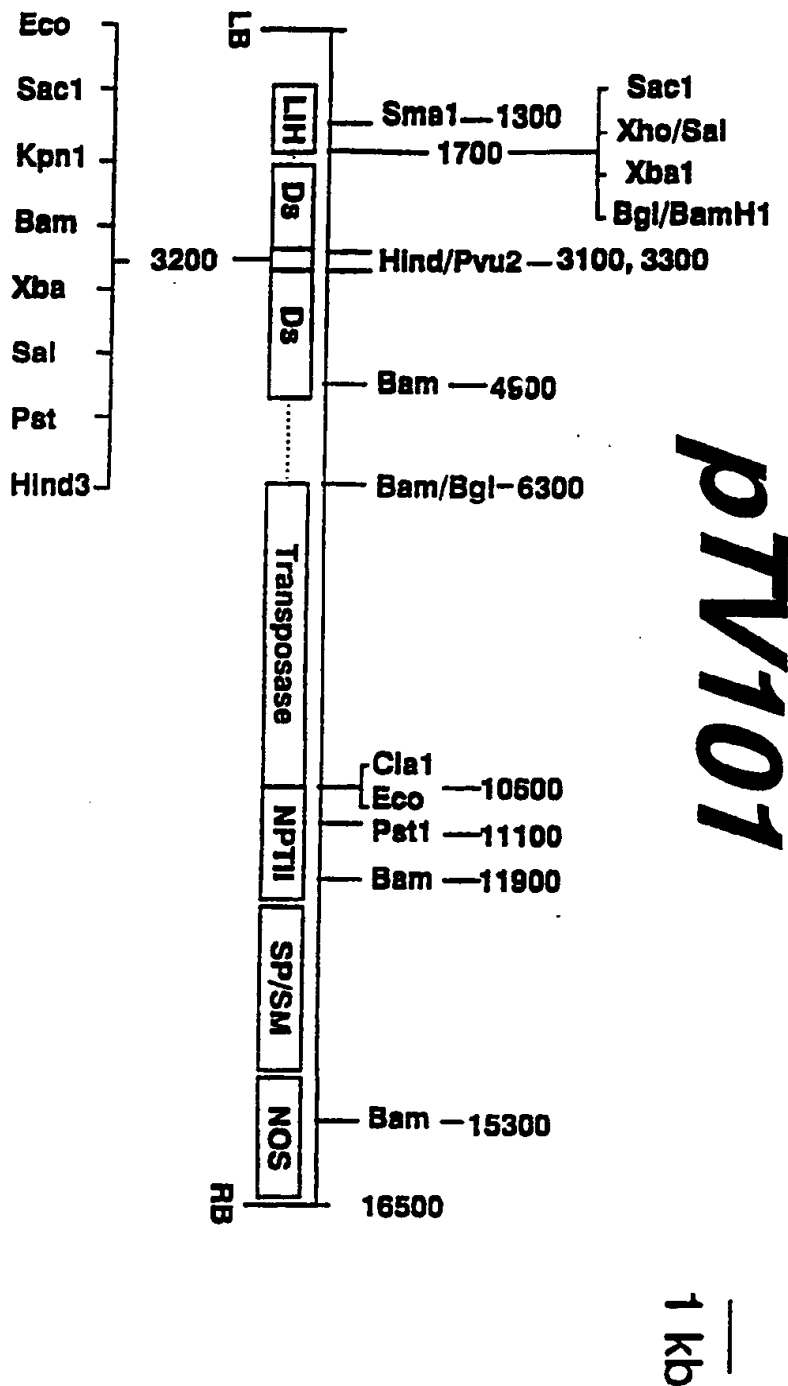 pTV101
LB
Eco
Sac1
Kpn1
Bam
Xba
Sal
Pst
Hind3
3200
LIH
Ds
Ds
Transposase
NPTII
SP/SM
NOS
RB
Sma1—1300
1700
Sac1
Xho/Sal
Xba1
Bgl/BamH1
Hind/Pvu2—3100, 3300
Bam —4900
Bam/Bgl-6300
Cla1
Eco
—10600
Pst1 —11100
Bam —11900
Bam —15300
16500
1 kb